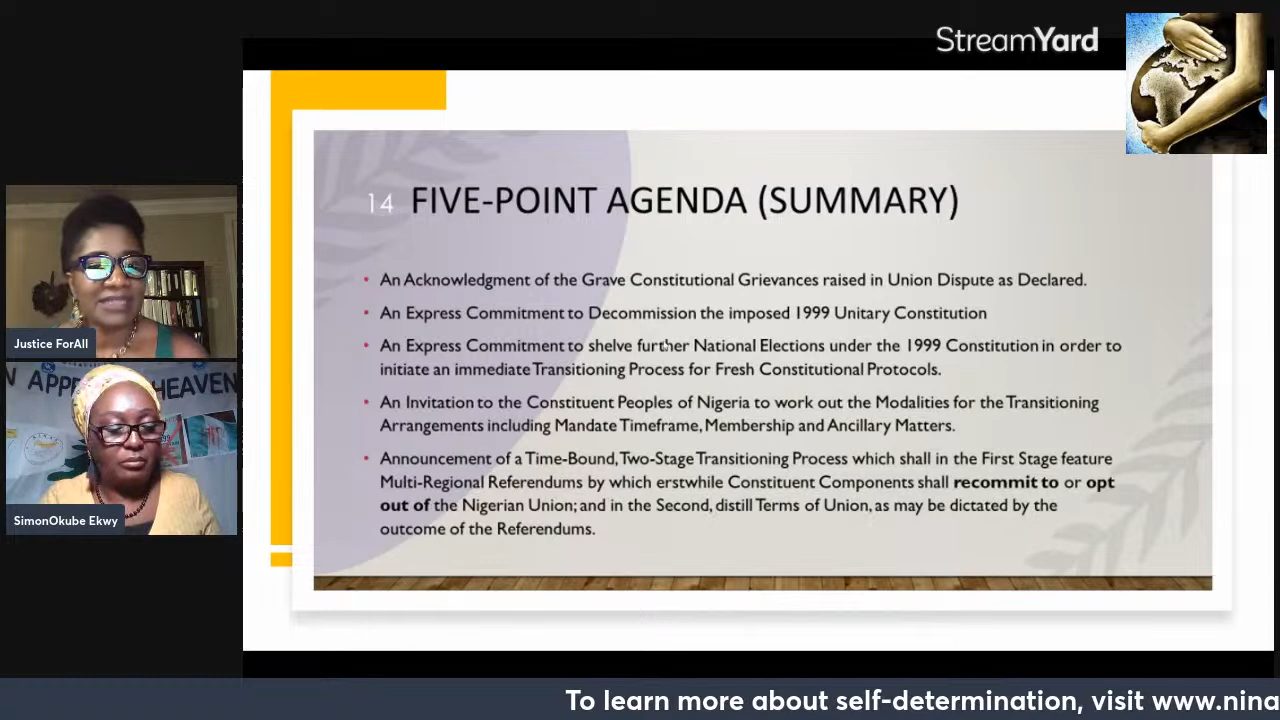 StreamYard
14 FIVE-POINT AGENDA (SUMMARY)
• An Acknowledgment of the Grave Constitutional Grievances raised in Union Dispute as Declared.
• An Express Commitment to Decommission the imposed 1999 Unitary Constitution
• An Express Commitment to shelve further National Elections under the 1999 Constitution in order to
initiate an immediate Transitioning Process for Fresh Constitutional Protocols.
• An Invitation to the Constituent Peoples of Nigeria to work out the Modalities for the Transitioning
Arrangements including Mandate Timeframe, Membership and Ancillary Matters.
• Announcement of a Time-Bound, Two-Stage Transitioning Process which shall in the First Stage feature
Multi-Regional Referendums by which erstwhile Constituent Components shall recommit to or opt
out of the Nigerian Union; and in the Second, distill Terms of Union, as may be dictated by the
outcome of the Referendums.
Justice ForAll
N APPE HEAVEN
SimonOkube Ekwy
To learn more about self-determination, visit www.nina